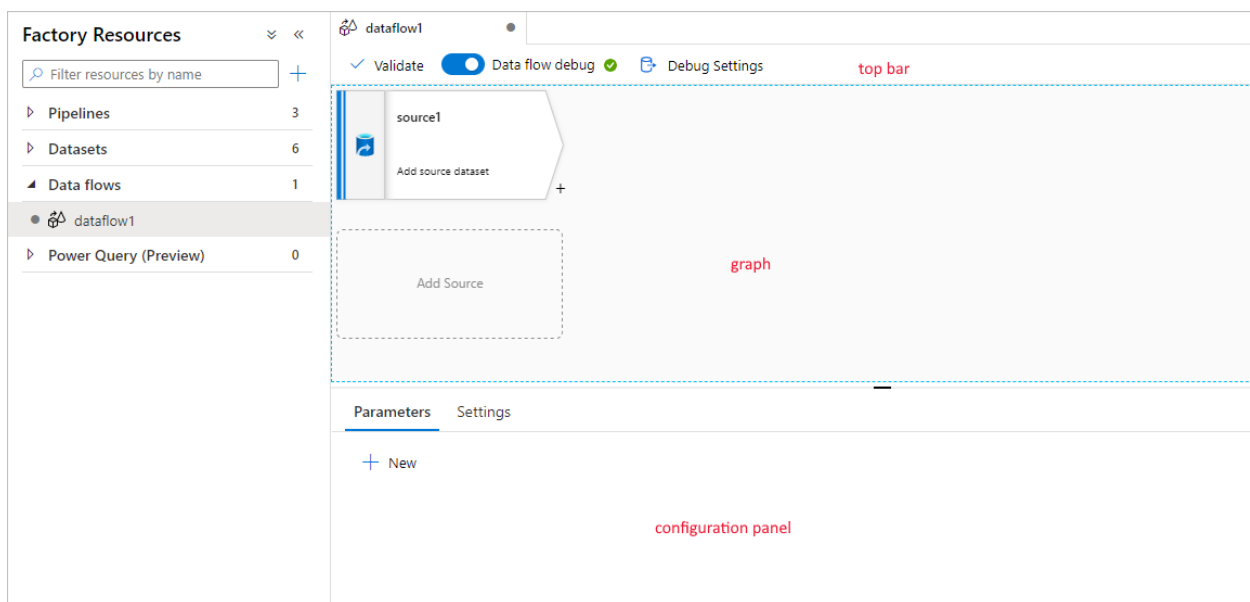 Factory Resources
Filter resources by name
Pipelines 3
Datasets 6
Data flows 1
dataflow1
Power Query (Preview) 0
dataflow1
Validate Data flow debug Debug Settings top bar
source1
Add source dataset
+
Add Source
graph
Parameters Settings
+ New
configuration panel